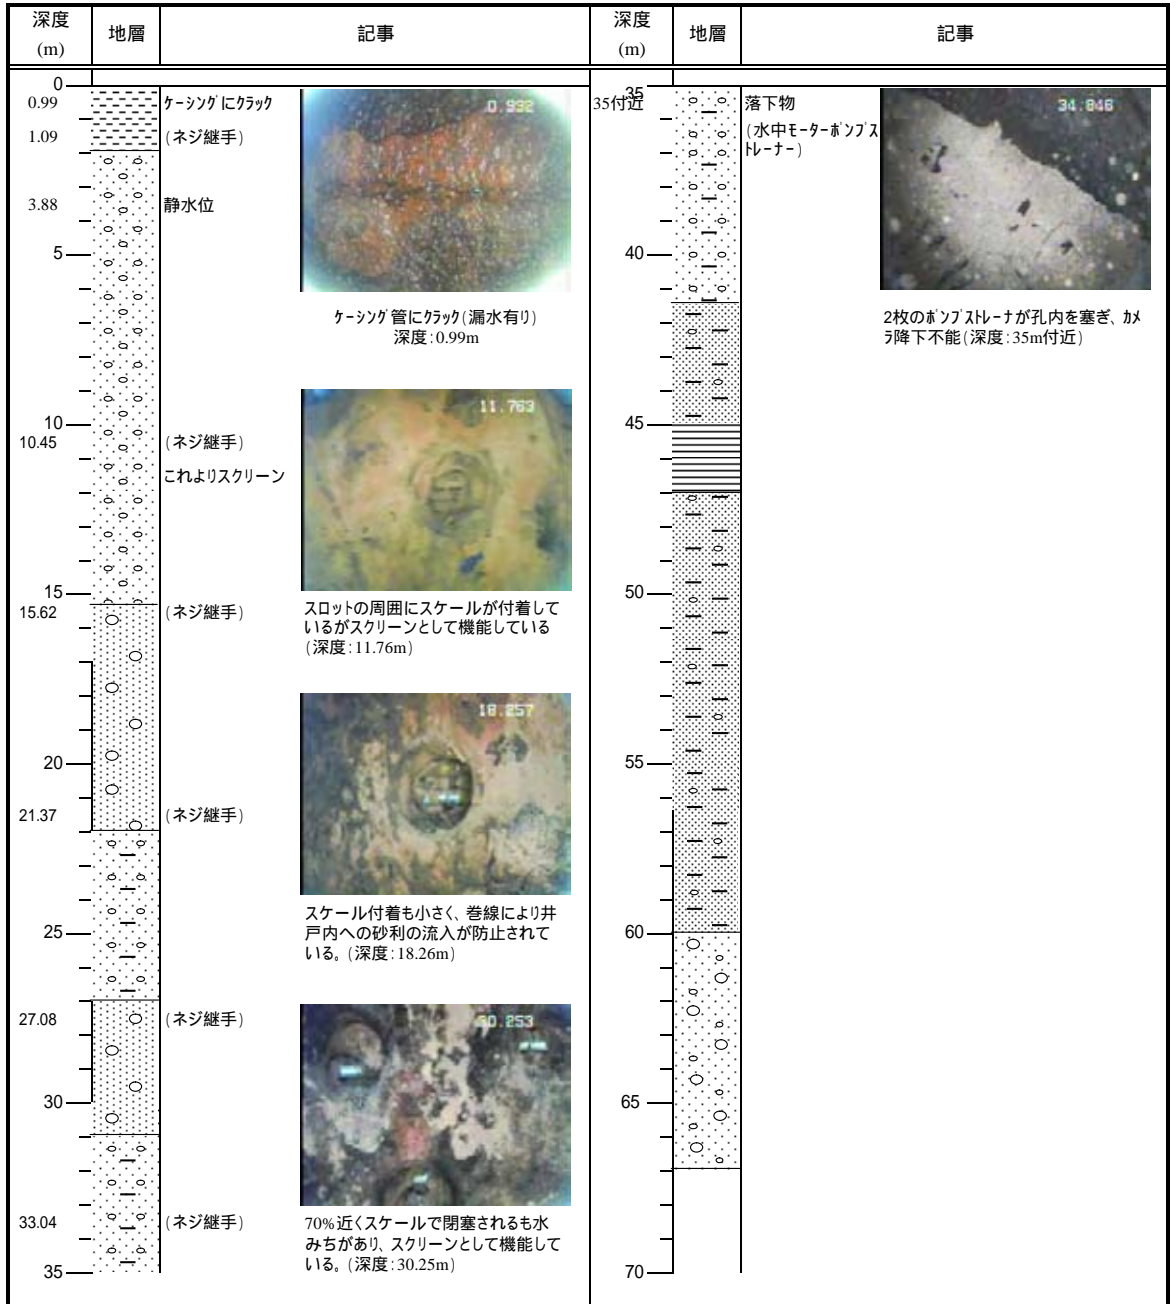 深度
(m)
地層
記事
0
0.99
ケーシングにクラック
1.09
(ネジ継手)
3.88
静水位
5
0.992
ケーシング管にクラック(漏水有り)
深度:0.99m
10
10.45
(ネジ継手)
これよりスクリーン
11.763
スロットの周囲にスケールが付着して
いるがスクリーンとして機能している
(深度:11.76m)
15
15.62
(ネジ継手)
18.257
20
21.37
(ネジ継手)
スケール付着も小さく、巻線により井
戸内への砂利の流入が防止されて
いる。(深度:18.26m)
25
27.08
(ネジ継手)
30.253
30
33.04
(ネジ継手)
70%近くスケールで閉塞されるも水
みちがあり、スクリーンとして機能して
いる。(深度:30.25m)
35
深度
(m)
地層
記事
35
35付近
落下物
(水中モーターポンプス
トレーナー)
34.846
2枚のポンプストレーナが孔内を塞ぎ、カメ
ラ降下不能(深度:35m付近)
40
45
50
55
60
65
70